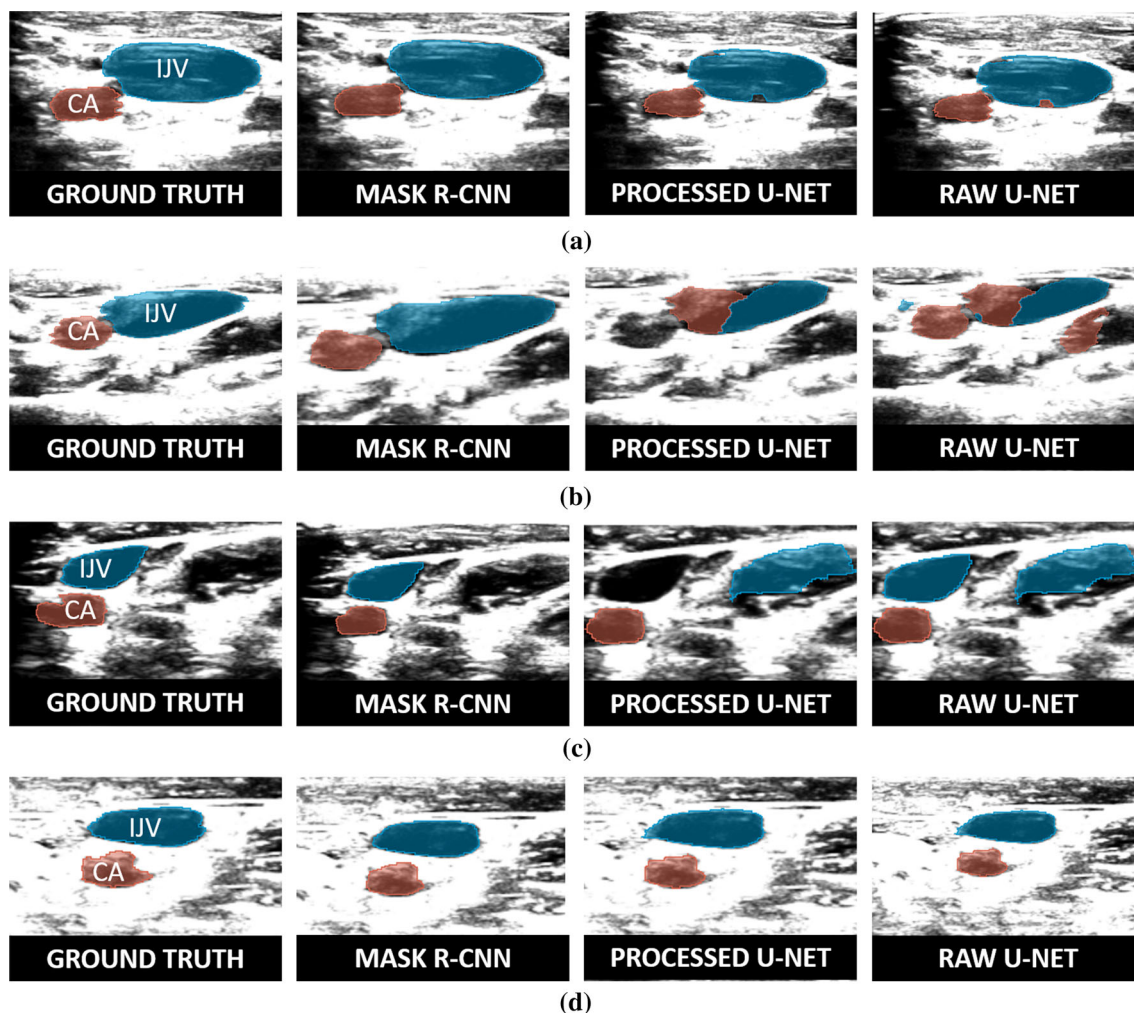 IJV
CA
GROUND TRUTH
MASK R-CNN
PROCESSED U-NET
RAW U-NET
(a)
IJV
CA
GROUND TRUTH
MASK R-CNN
PROCESSED U-NET
RAW U-NET
(b)
IJV
CA
GROUND TRUTH
MASK R-CNN
PROCESSED U-NET
RAW U-NET
(c)
IJV
CA
GROUND TRUTH
MASK R-CNN
PROCESSED U-NET
RAW U-NET
(d)